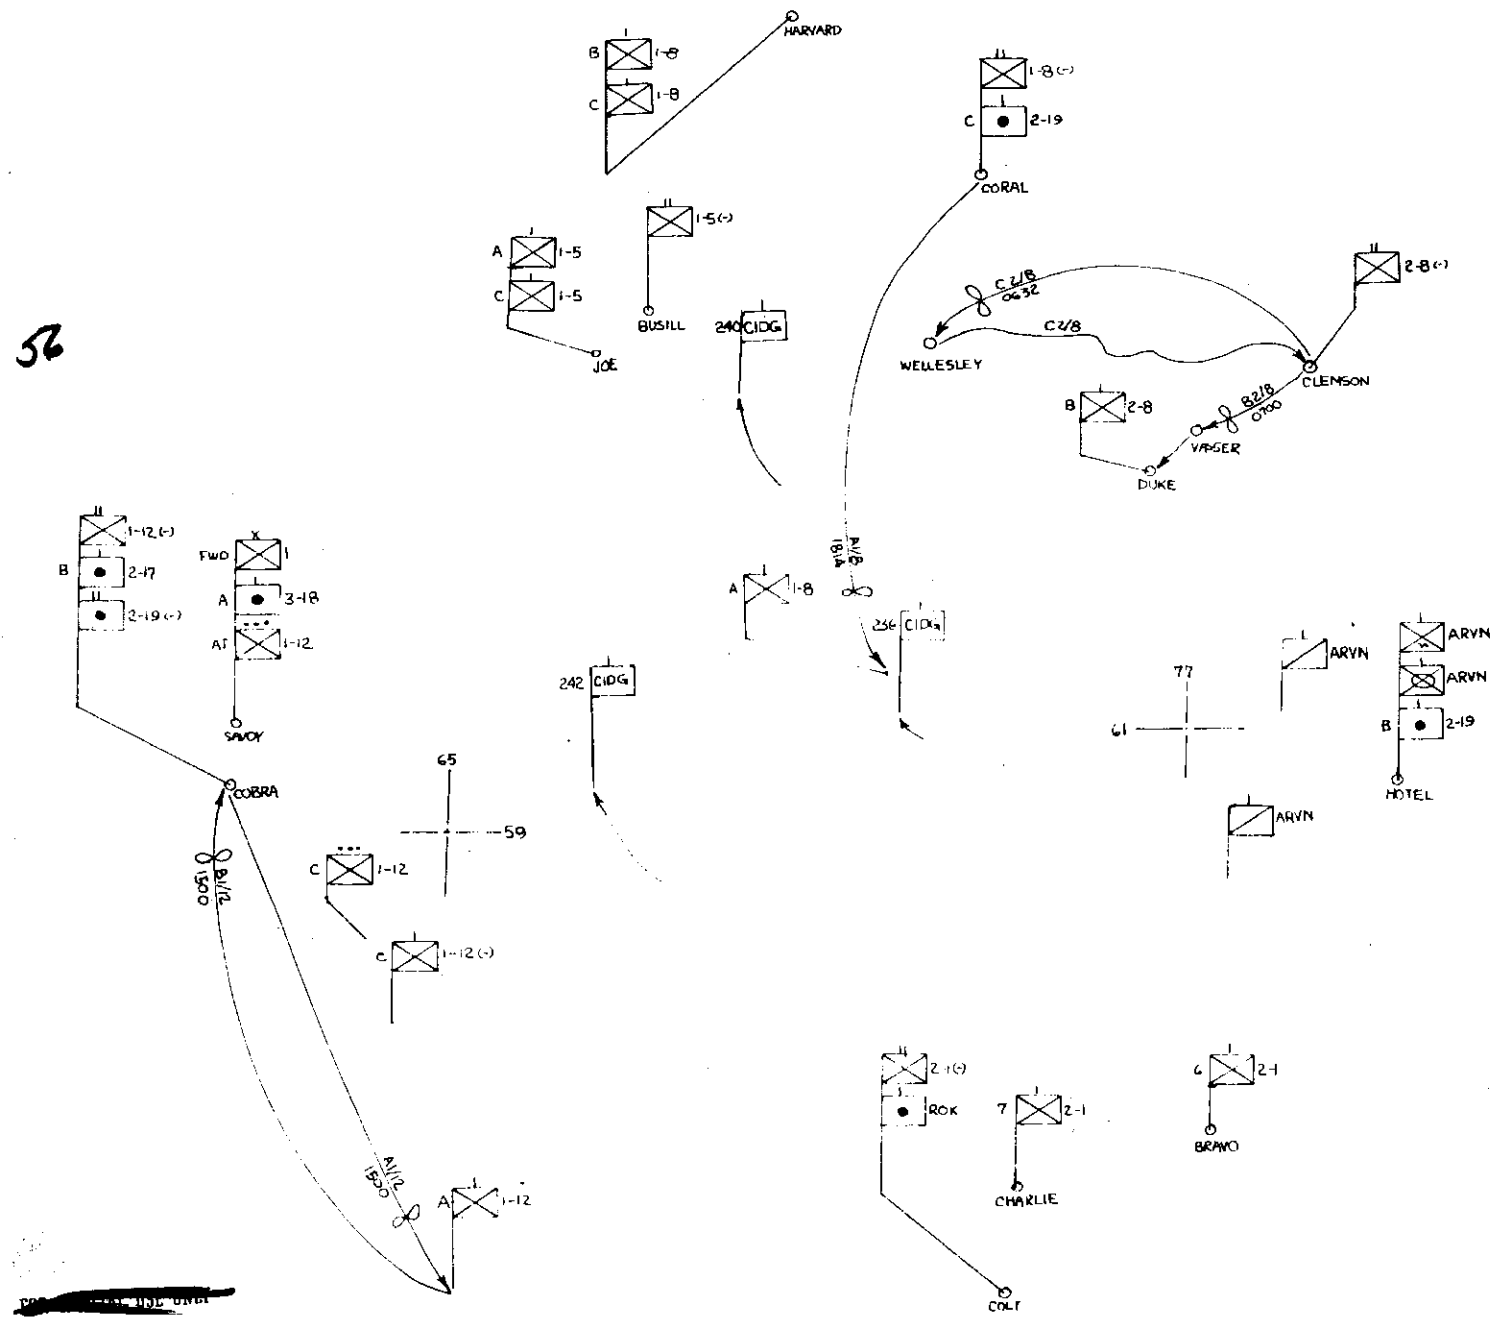 HARVARD
B 1-8
C 1-8
1-8(-)
C 2-19
CORAL
A 1-5
C 1-5
JOE
1-5(-)
BUSILL
240 CIDG
C 2/8
0632
2-8(-)
56
WELLESLEY
C2/8
CLEMSON
B2/8
0700
B 2-8
VASSER
DUKE
1-12(-)
B 2-17
2-19(-)
FWD X 1
A 3-18
AT 1-12
SAVOY
A 1-8
A1/8
1814
236 CIDG
242 CIDG
77
61
ARVN
ARVN
ARVN
B 2-19
HOTEL
ARVN
COBRA
65
59
B1/12
1500
C 1-12
C 1-12(-)
2-1(-)
ROK
7 2-1
CHARLIE
6 2-1
BRAVO
A1/12
1500
A 1-12
COLT
USE ONLY